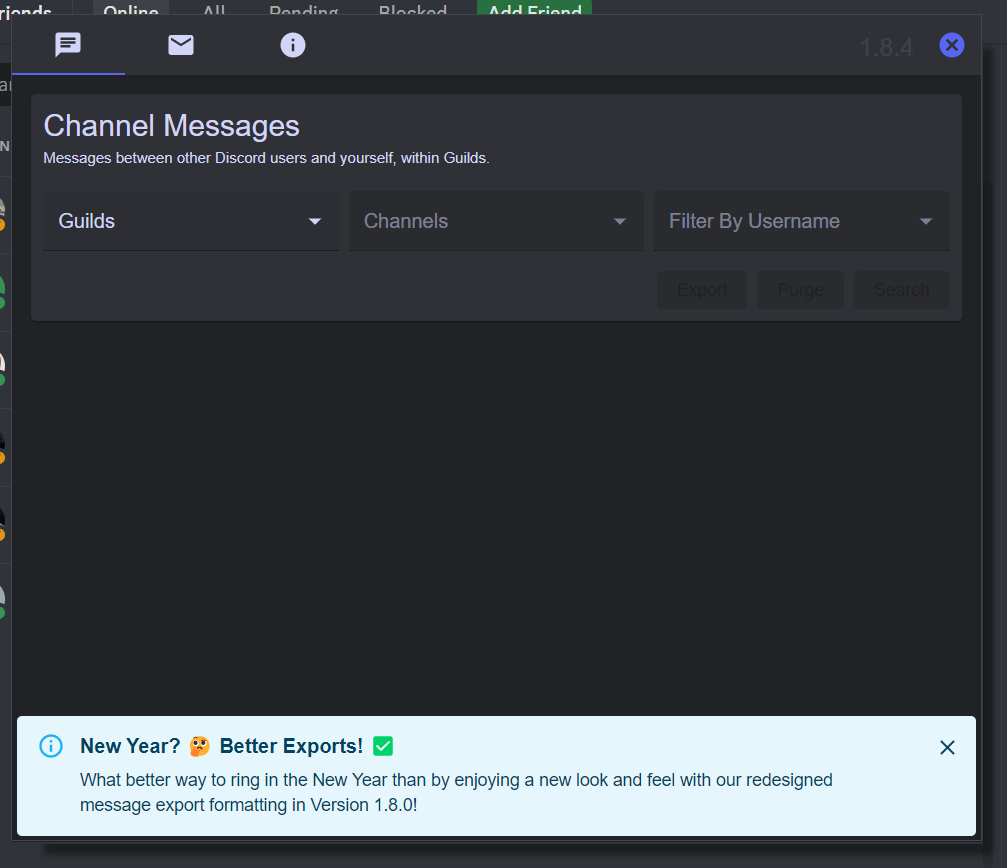 Online All Pending Blocked Add Friend
1.8.4
Channel Messages
Messages between other Discord users and yourself, within Guilds.
Guilds Channels Filter By Username
Export Purge Search
New Year? 🤔 Better Exports! ✅
What better way to ring in the New Year than by enjoying a new look and feel with our redesigned
message export formatting in Version 1.8.0!